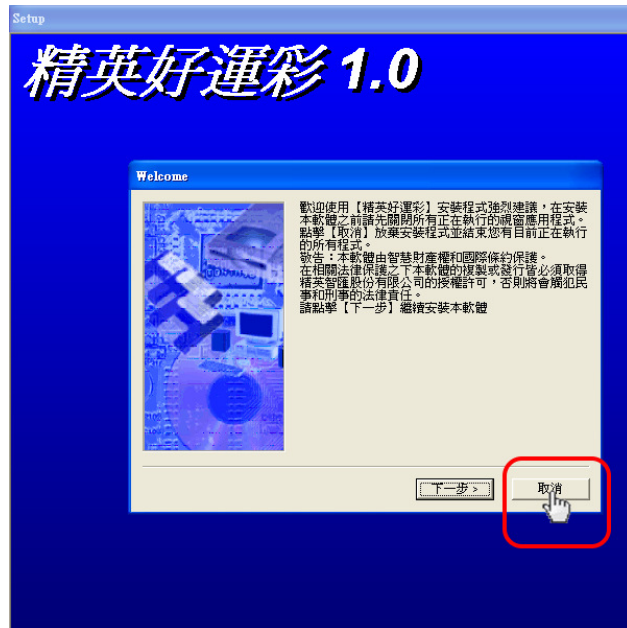 Setup
精英好運彩 1.0
Welcome
歡迎使用【精英好運彩】安裝程式強烈建議，在安裝
本軟體之前請先關閉所有正在執行的視窗應用程式。
點擊【取消】放棄安裝程式並結束您有目前正在執行
的所有程式。
敬告：本軟體由智慧財產權和國際條約保護。
在相關法律保護之下本軟體的複製或發行皆必須取得
精英智匯股份有限公司的授權許可，否則將會觸犯民
事和刑事的法律責任。
請點擊【下一步】繼續安裝本軟體
下一步 >
取消